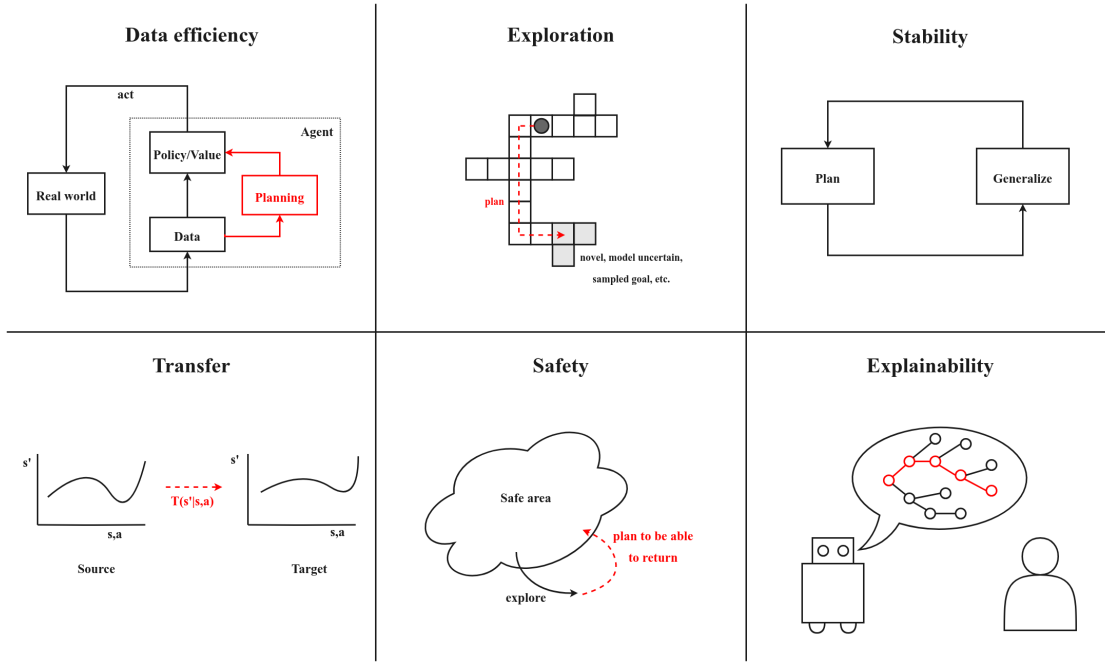 Data efficiency
act
Agent
Policy/Value
Real world
Planning
Data
Exploration
plan
novel, model uncertain,
sampled goal, etc.
Stability
Plan
Generalize
Transfer
s'
s,a
Source
T(s'|s,a)
s'
s,a
Target
Safety
Safe area
plan to be able
to return
explore
Explainability